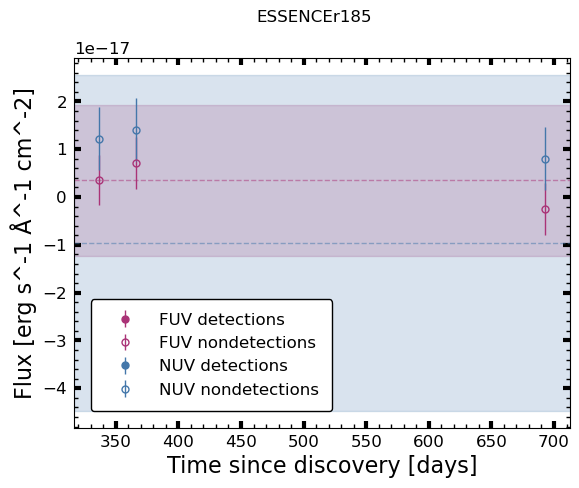 ESSENCEr185
1e−17
2
1
0
−1
−2
−3
−4
Flux [erg s^-1 Å^-1 cm^-2]
FUV detections
FUV nondetections
NUV detections
NUV nondetections
350 400 450 500 550 600 650 700
Time since discovery [days]